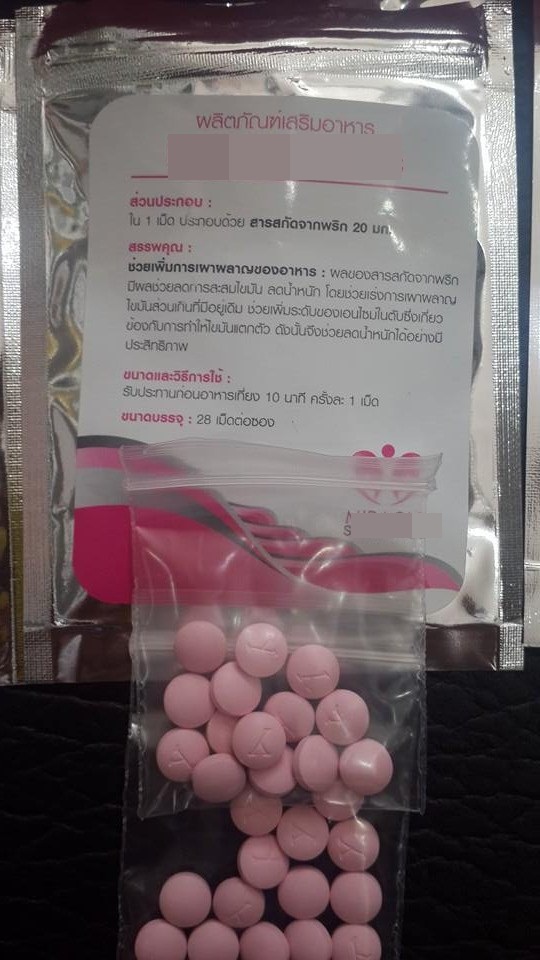 ผลิตภัณฑ์เสริมอาหาร
ส่วนประกอบ :
ใน 1 เม็ด ประกอบด้วย สารสกัดจากพริก 20 มก.
สรรพคุณ :
ช่วยเพิ่มการเผาผลาญของอาหาร : ผลของสารสกัดจากพริก
มีผลช่วยลดการสะสมไขมัน ลดน้ำหนัก โดยช่วยเร่งการเผาผลาญ
ไขมันส่วนเกินที่มีอยู่เดิม ช่วยเพิ่มระดับของเอนไซม์ในตับซึ่งเกี่ยว
ข้องกับการทำให้ไขมันแตกตัว ดังนั้นจึงช่วยลดน้ำหนักได้อย่างมี
ประสิทธิภาพ
ขนาดและวิธีการใช้ :
รับประทานก่อนอาหารเที่ยง 10 นาที ครั้งละ 1 เม็ด
ขนาดบรรจุ : 28 เม็ดต่อซอง